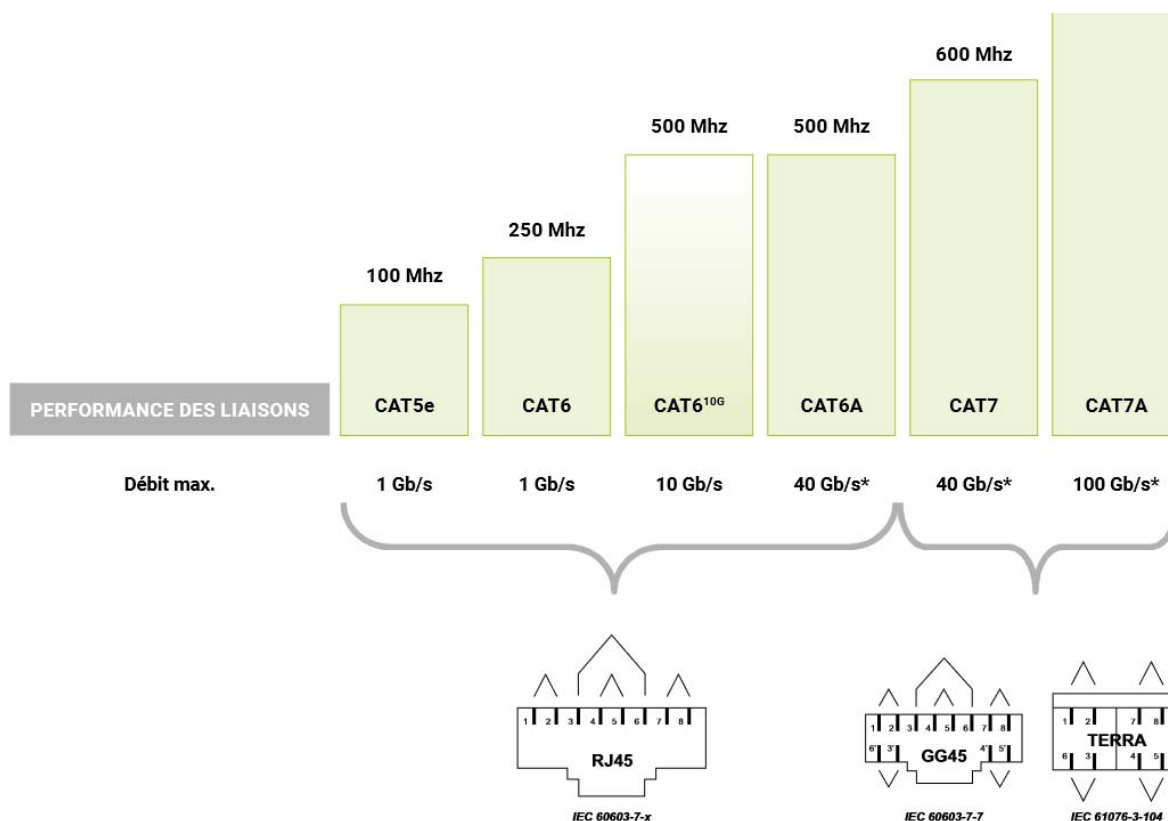 600 Mhz
500 Mhz 500 Mhz
250 Mhz
100 Mhz
PERFORMANCE DES LIAISONS CAT5e CAT6 CAT6¹⁰ᴳ CAT6A CAT7 CAT7A
Débit max. 1 Gb/s 1 Gb/s 10 Gb/s 40 Gb/s* 40 Gb/s* 100 Gb/s*
1 2 3 4 5 6 7 8
RJ45
IEC 60603-7-x
1 2 3 4 5 6 7 8
6' 3' 4' 5'
GG45
IEC 60603-7-7
1 2 7 8
TERRA
6 3 4 5
IEC 61076-3-104